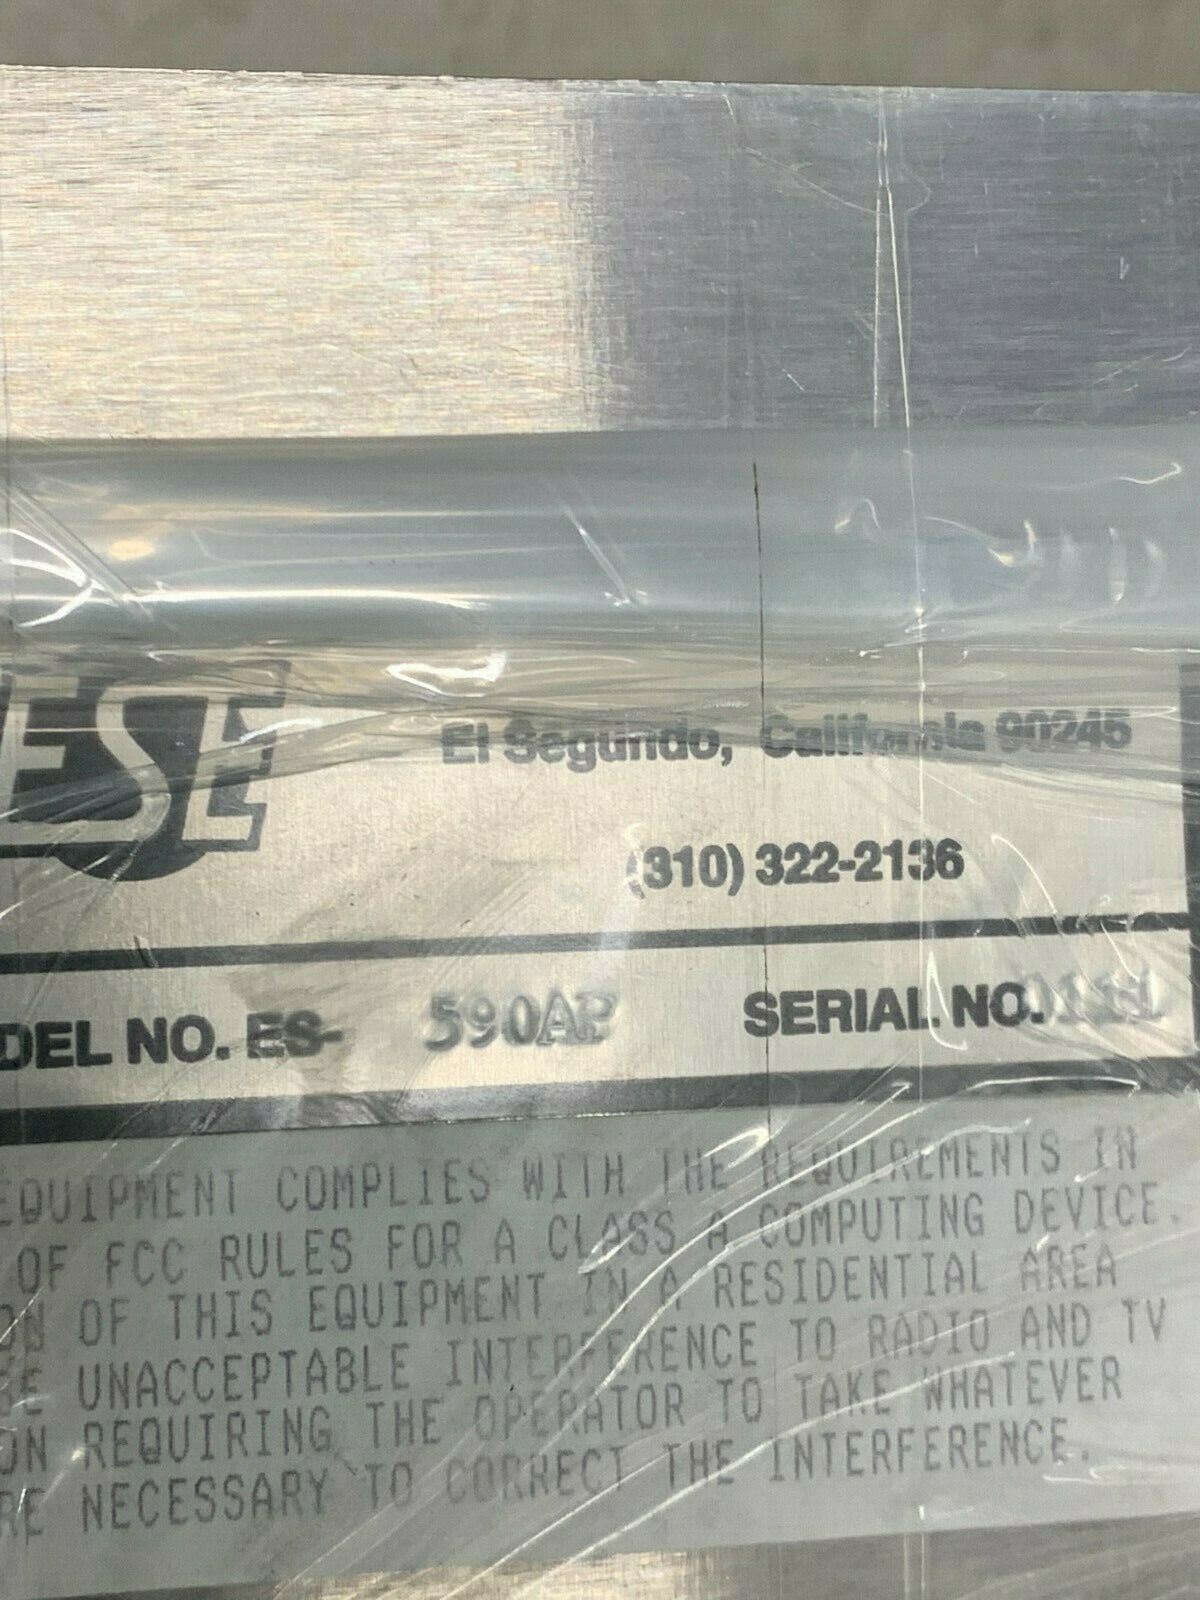 ESE
El Segundo, California 90245
(310) 322-2136
DEL NO. ES- 590AP SERIAL NO.
EQUIPMENT COMPLIES WITH THE REQUIREMENTS IN
OF FCC RULES FOR A CLASS A COMPUTING DEVICE.
ON OF THIS EQUIPMENT IN A RESIDENTIAL AREA
SE UNACCEPTABLE INTERFERENCE TO RADIO AND TV
ON REQUIRING THE OPERATOR TO TAKE WHATEVER
RE NECESSARY TO CORRECT THE INTERFERENCE.